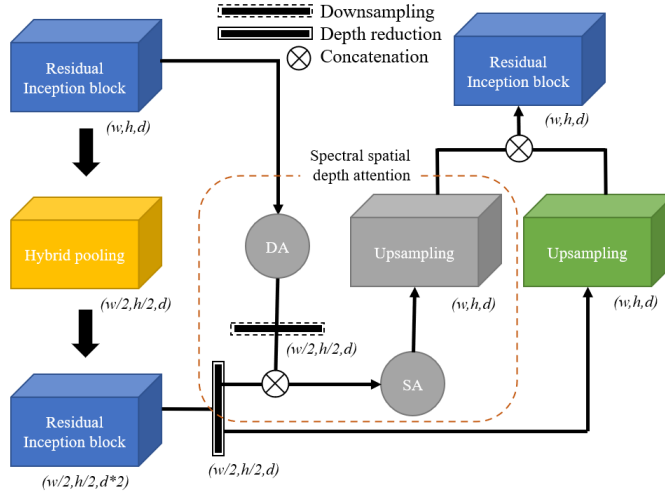 Downsampling
Depth reduction
Concatenation
Residual
Inception block
(w,h,d)
Residual
Inception block
(w,h,d)
Spectral spatial
depth attention
Hybrid pooling
(w/2,h/2,d)
DA
Upsampling
(w,h,d)
Upsampling
(w,h,d)
(w/2,h/2,d)
SA
Residual
Inception block
(w/2,h/2,d*2)
(w/2,h/2,d)